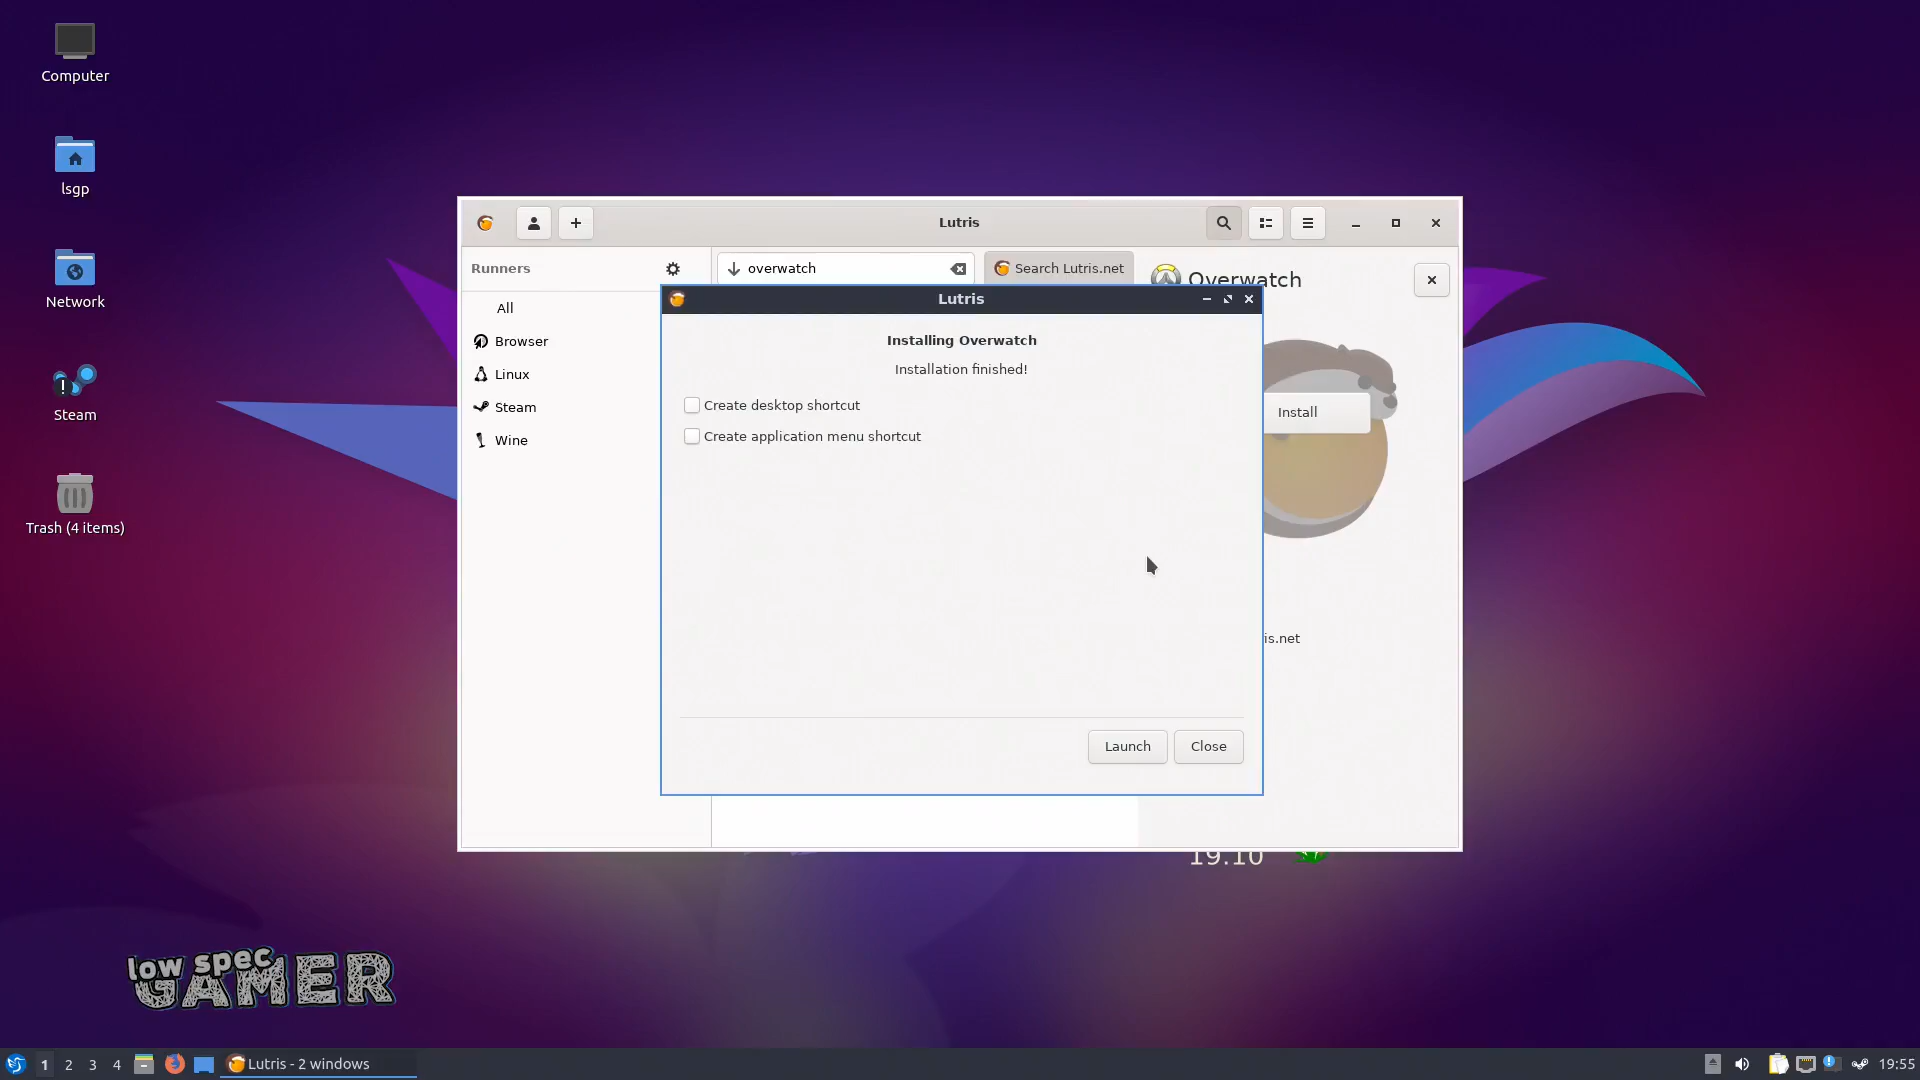 Computer
lsgp
Network
Steam
Trash (4 items)
Lutris
Runners
overwatch
Search Lutris.net
Overwatch
All
Browser
Linux
Steam
Wine
Lutris
Installing Overwatch
Installation finished!
Create desktop shortcut
Create application menu shortcut
Install
is.net
Launch
Close
19.10
low spec
GAMER
1 2 3 4
Lutris - 2 windows
19:55